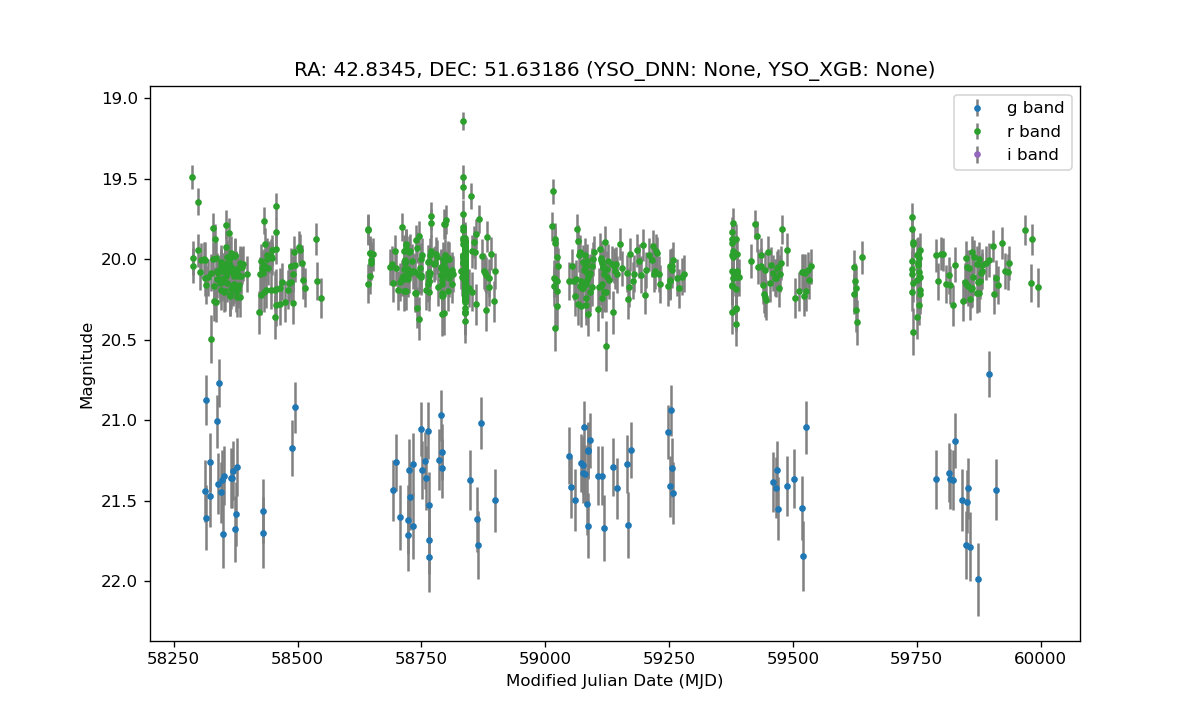 RA: 42.8345, DEC: 51.63186 (YSO_DNN: None, YSO_XGB: None)
g band
r band
i band
19.0
19.5
20.0
20.5
21.0
21.5
22.0
Magnitude
58250 58500 58750 59000 59250 59500 59750 60000
Modified Julian Date (MJD)